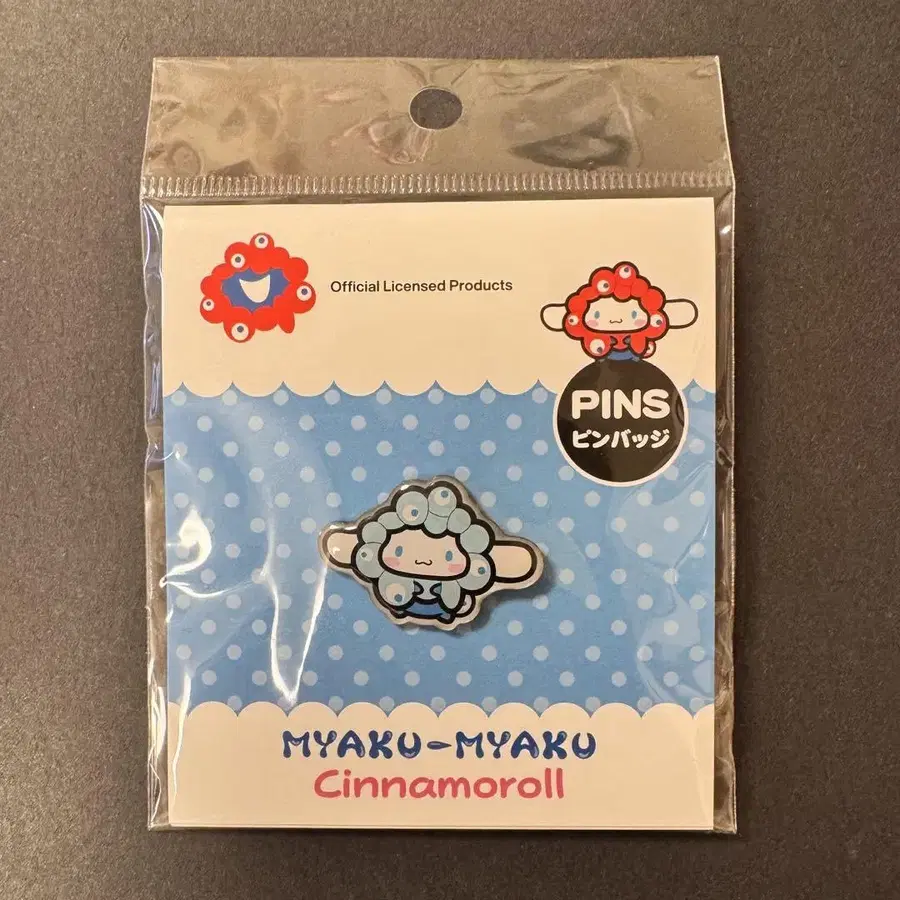 Official Licensed Products
PINS
ピンバッジ
MYAKU-MYAKU
Cinnamoroll